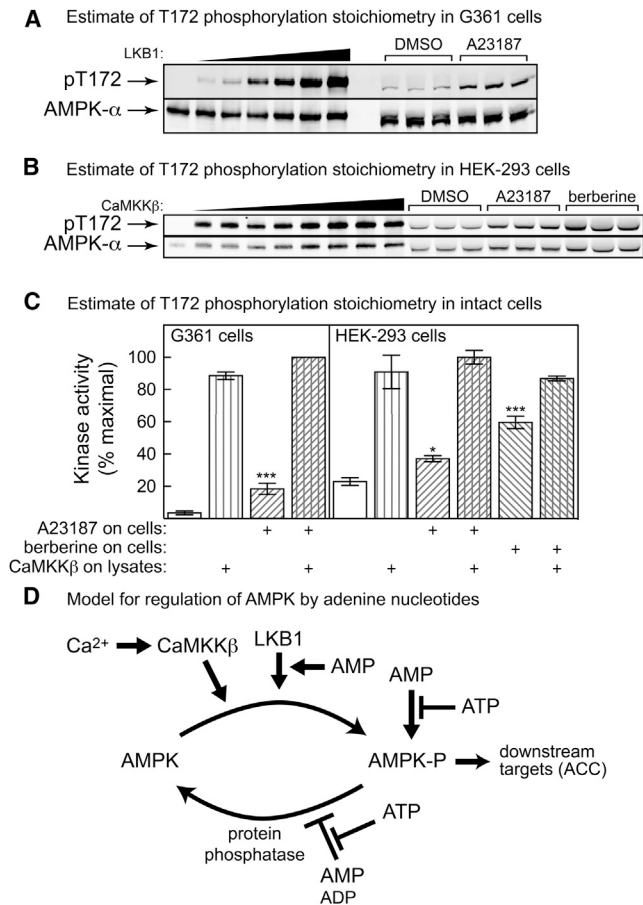 A Estimate of T172 phosphorylation stoichiometry in G361 cells
LKB1:
DMSO A23187
pT172
AMPK-α
B Estimate of T172 phosphorylation stoichiometry in HEK-293 cells
CaMKKβ:
DMSO A23187 berberine
pT172
AMPK-α
C Estimate of T172 phosphorylation stoichiometry in intact cells
G361 cells HEK-293 cells
Kinase activity
(% maximal)
100
80
60
40
20
*** * ***
A23187 on cells: + + + +
berberine on cells: + +
CaMKKβ on lysates: + + + + +
D Model for regulation of AMPK by adenine nucleotides
Ca2+ CaMKKβ LKB1
AMP
AMP
ATP
AMPK AMPK-P downstream
targets (ACC)
ATP
protein
phosphatase
AMP
ADP